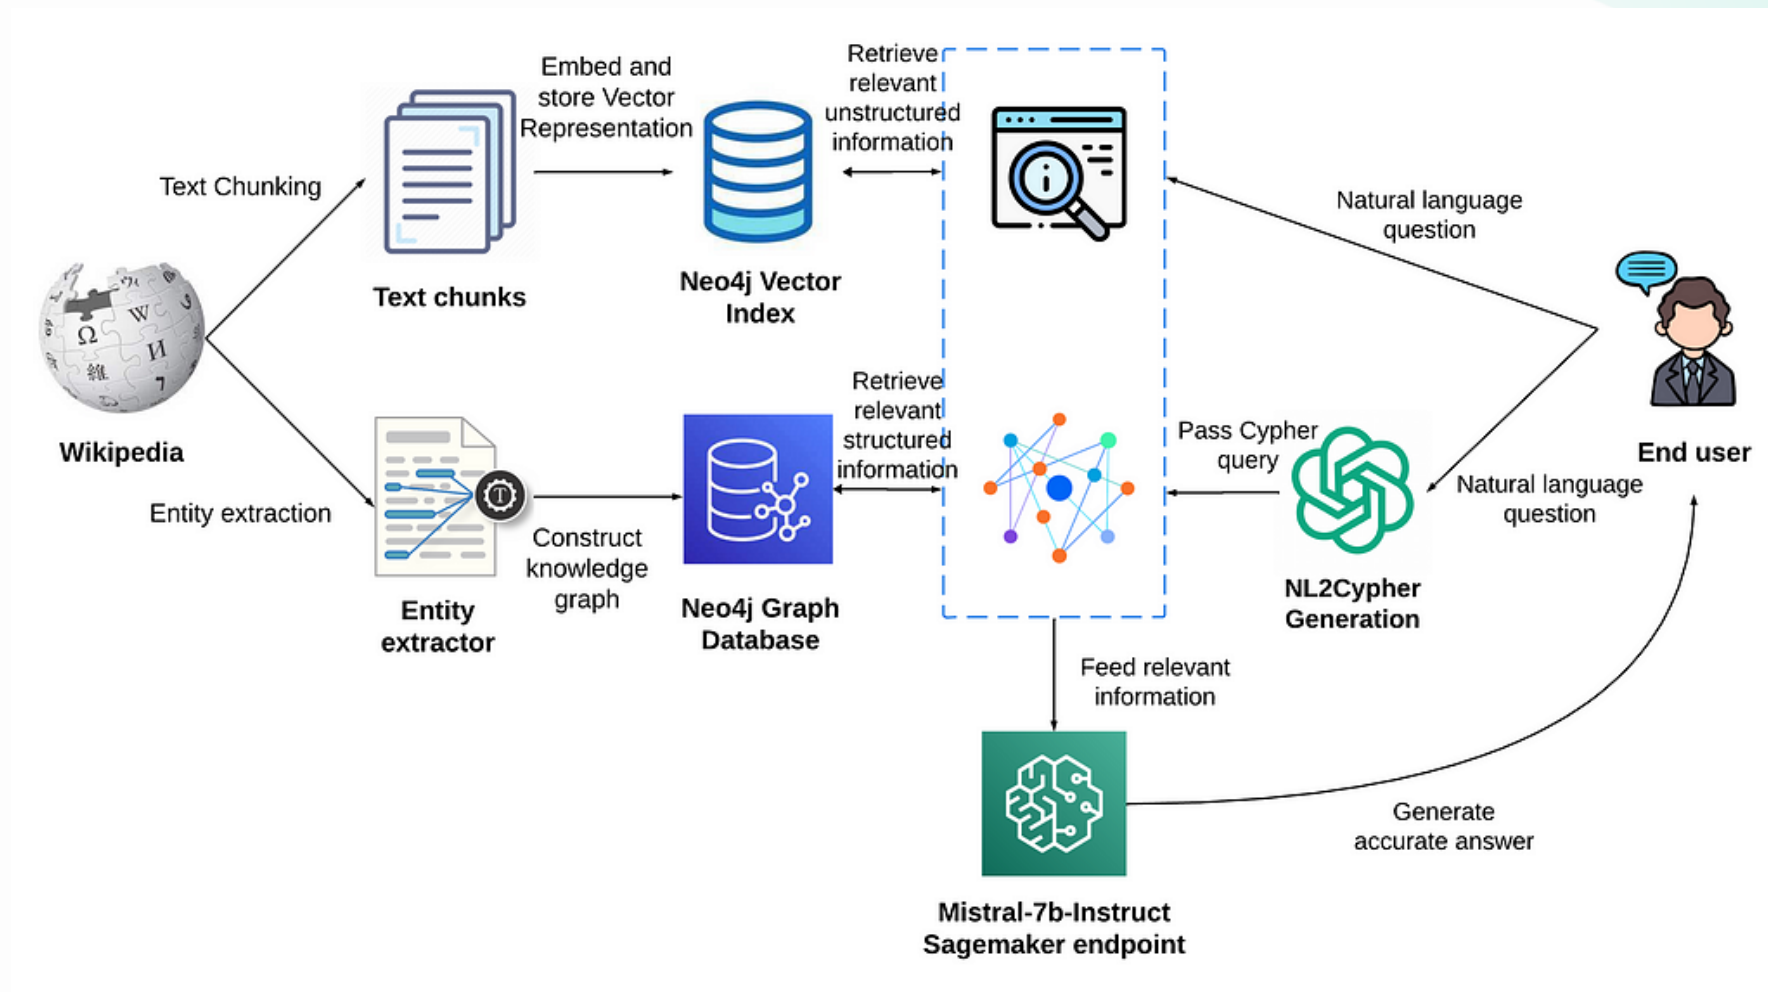 Embed and
store Vector
Representation
Retrieve
relevant
unstructured
information
Text Chunking
Natural language
question
Text chunks
Neo4j Vector
Index
Ω
W
И
維
7
Wikipedia
Retrieve
relevant
structured
information
Pass Cypher
query
End user
Natural language
question
Entity extraction
T
Construct
knowledge
graph
Entity
extractor
Neo4j Graph
Database
NL2Cypher
Generation
Feed relevant
information
Generate
accurate answer
Mistral-7b-Instruct
Sagemaker endpoint